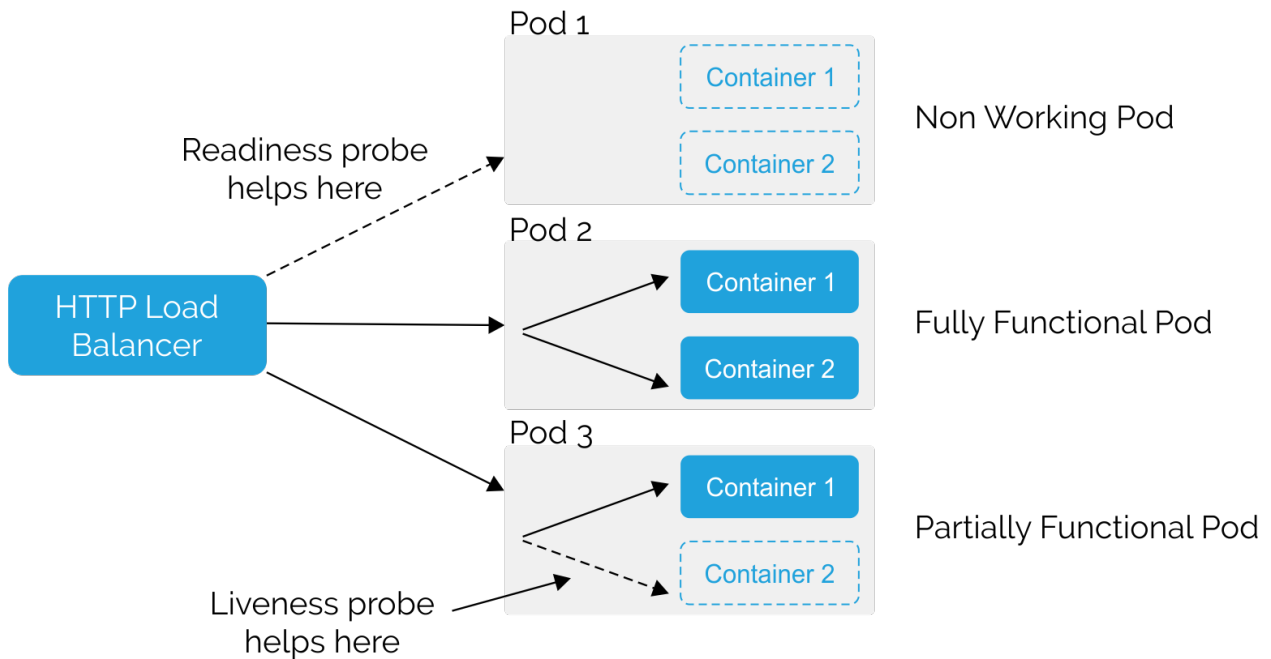 Pod 1
Container 1
Container 2
Non Working Pod
Readiness probe
helps here
Pod 2
Container 1
Container 2
Fully Functional Pod
HTTP Load
Balancer
Pod 3
Container 1
Container 2
Partially Functional Pod
Liveness probe
helps here